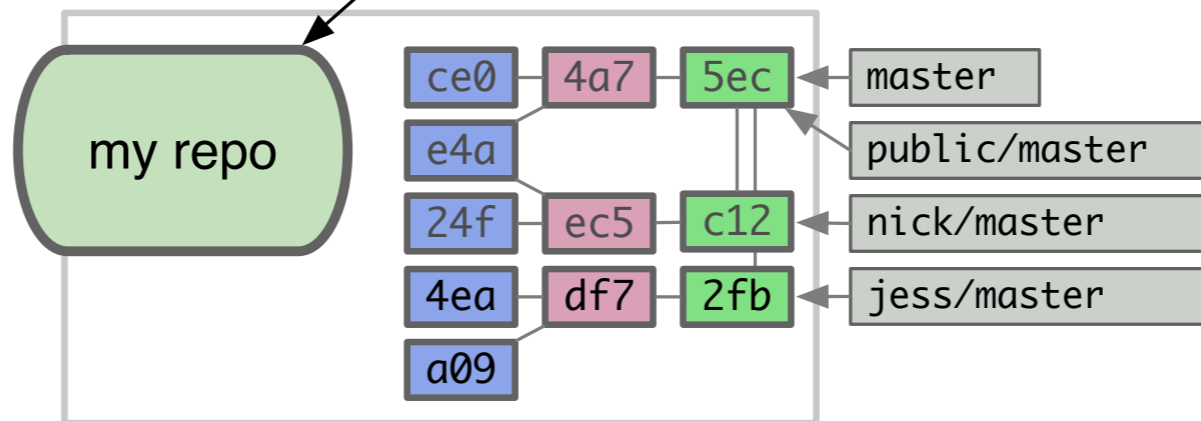 ce0 4a7 5ec master
e4a public/master
my repo
24f ec5 c12 nick/master
4ea df7 2fb jess/master
a09